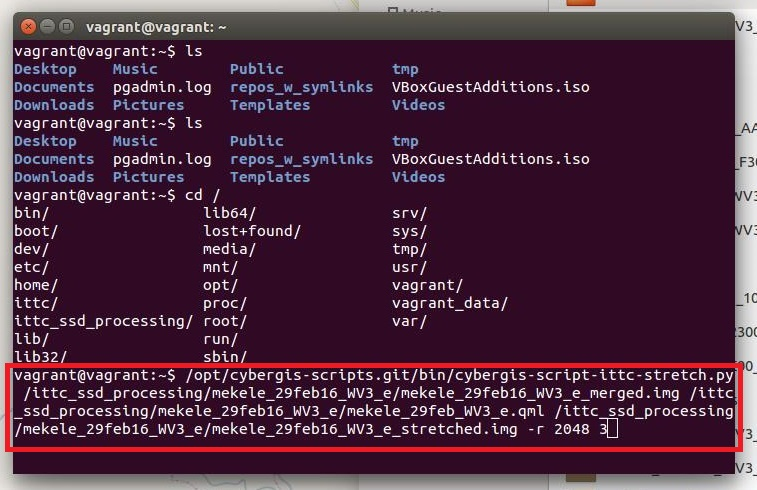 Music
vagrant@vagrant: ~
vagrant@vagrant:~$ ls
Desktop Music Public tmp
Documents pgadmin.log repos_w_symlinks VBoxGuestAdditions.iso
Downloads Pictures Templates Videos
vagrant@vagrant:~$ ls
Desktop Music Public tmp
Documents pgadmin.log repos_w_symlinks VBoxGuestAdditions.iso
Downloads Pictures Templates Videos
vagrant@vagrant:~$ cd /
bin/ lib64/ srv/
boot/ lost+found/ sys/
dev/ media/ tmp/
etc/ mnt/ usr/
home/ opt/ vagrant/
ittc/ proc/ vagrant_data/
ittc_ssd_processing/ root/ var/
lib/ run/
lib32/ sbin/
vagrant@vagrant:~$ /opt/cybergis-scripts.git/bin/cybergis-script-ittc-stretch.py
/ittc_ssd_processing/mekele_29feb16_WV3_e/mekele_29feb16_WV3_e_merged.img /ittc
_ssd_processing/mekele_29feb16_WV3_e/mekele_29feb_WV3_e.qml /ittc_ssd_processing
/mekele_29feb16_WV3_e/mekele_29feb16_WV3_e_stretched.img -r 2048 3